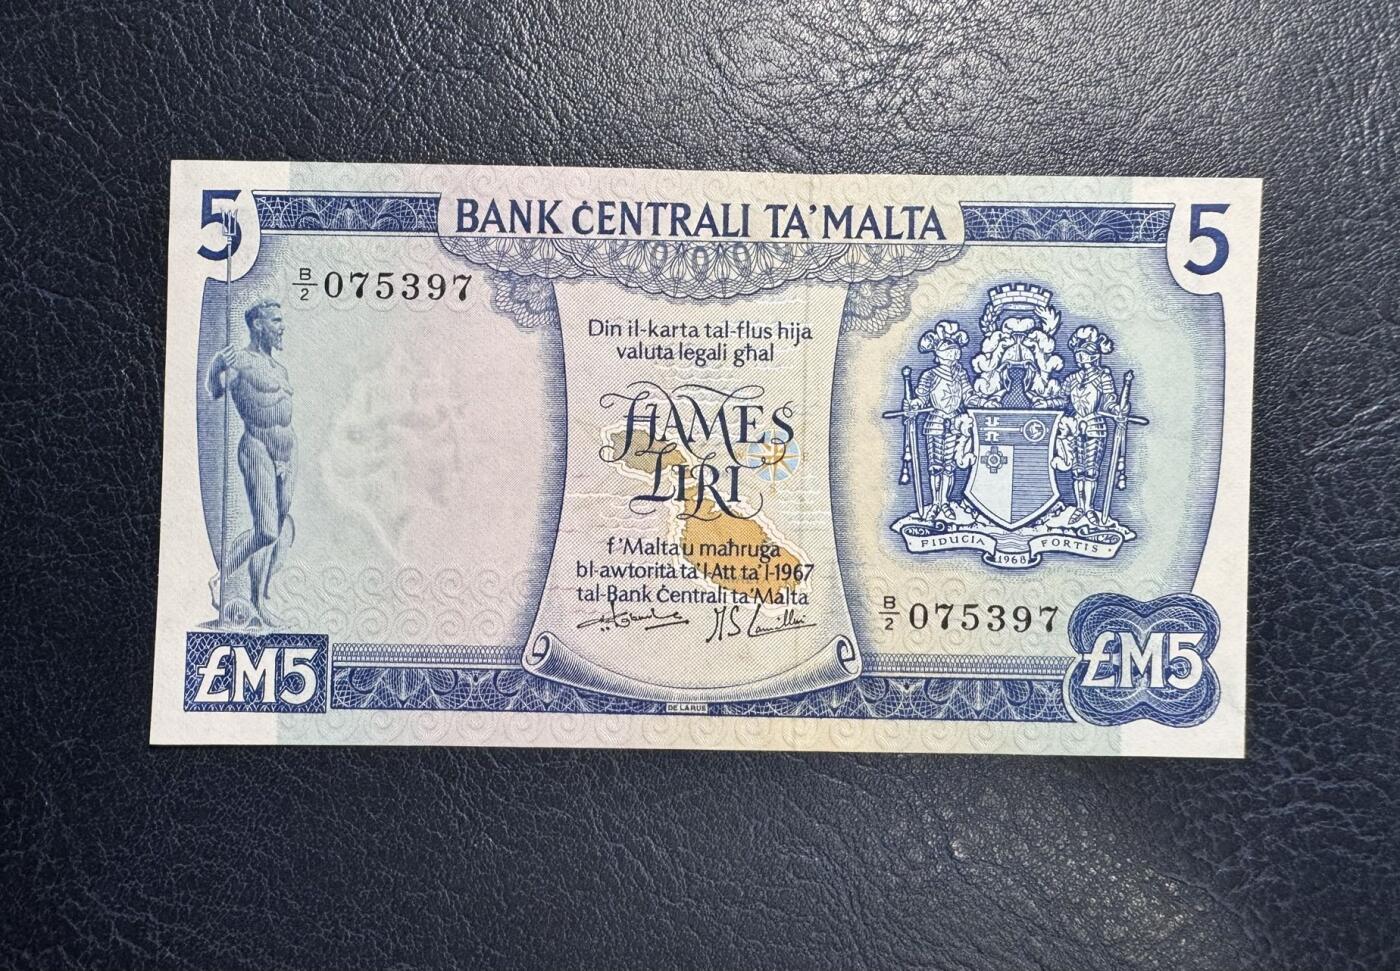 5
BANK ĊENTRALI TA' MALTA
5
B/2 075397
Din il-karta tal-flus hija
valuta legali għal
ĦAMES
LIRI
f'Malta u maħruġa
bl-awtorità ta' l-Att ta' l-1967
tal-Bank Ċentrali ta' Malta
FIDUCIA FORTIS
1968
B/2 075397
£M5
£M5
DE LA RUE